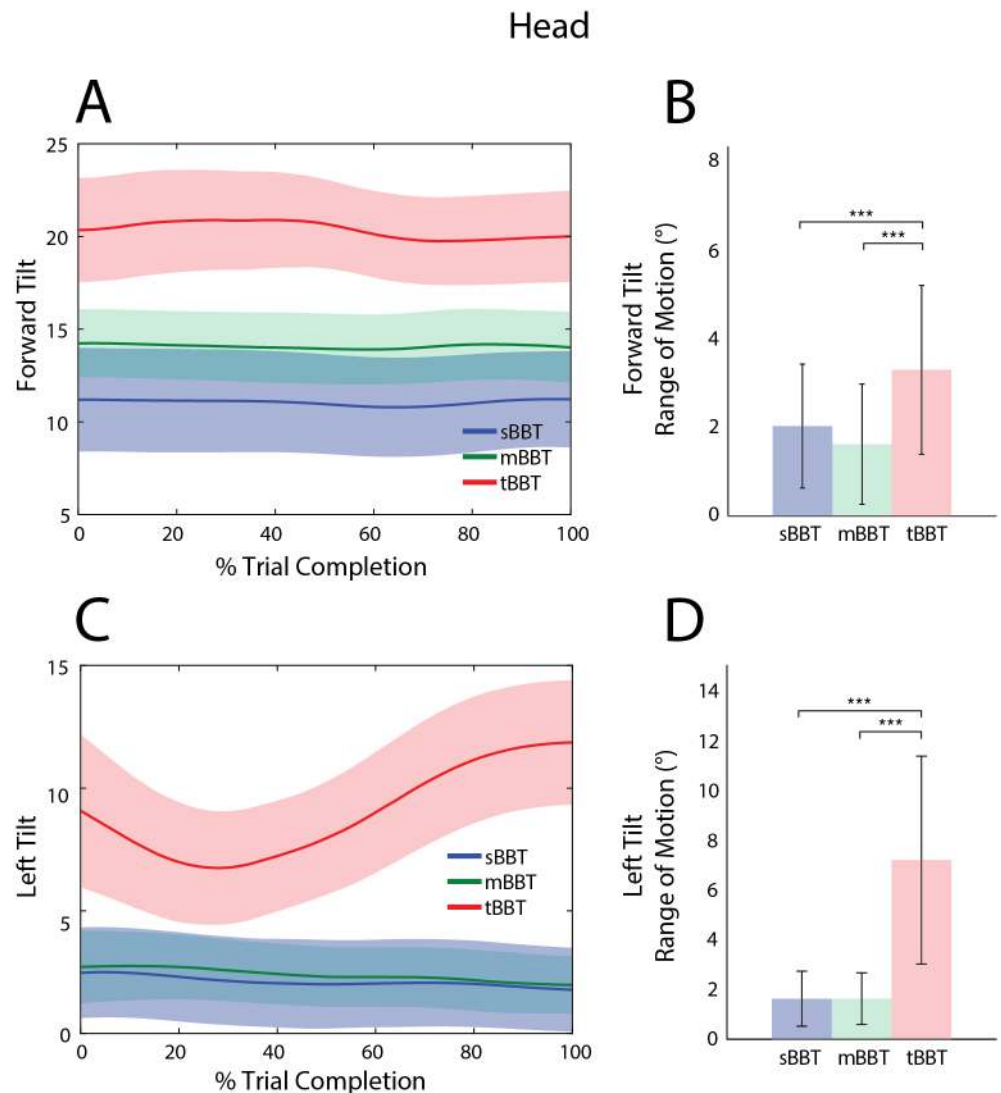 Head
A
25
20
15
10
5
Forward Tilt
0
20
40
60
80
100
% Trial Completion
sBBT
mBBT
tBBT
B
8
6
4
2
0
Forward Tilt
Range of Motion (°)
***
***
sBBT
mBBT
tBBT
C
15
10
5
0
Left Tilt
0
20
40
60
80
100
% Trial Completion
sBBT
mBBT
tBBT
D
14
12
10
8
6
4
2
0
Left Tilt
Range of Motion (°)
***
***
sBBT
mBBT
tBBT